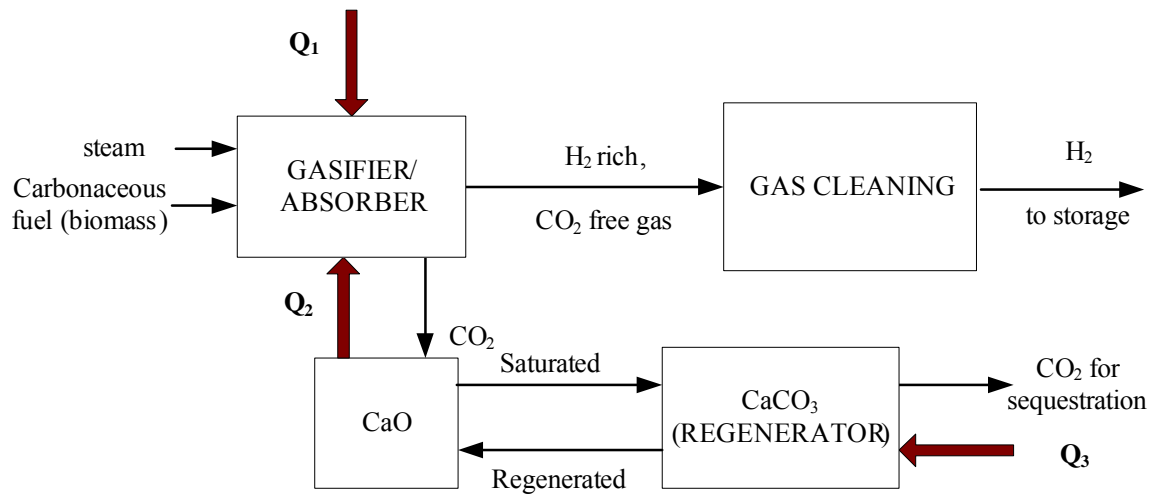 Q₁
steam
Carbonaceous
fuel (biomass)
GASIFIER/
ABSORBER
H₂ rich,
CO₂ free gas
GAS CLEANING
H₂
to storage
Q₂
CO₂
CaO
Saturated
Regenerated
CaCO₃
(REGENERATOR)
CO₂ for
sequestration
Q₃